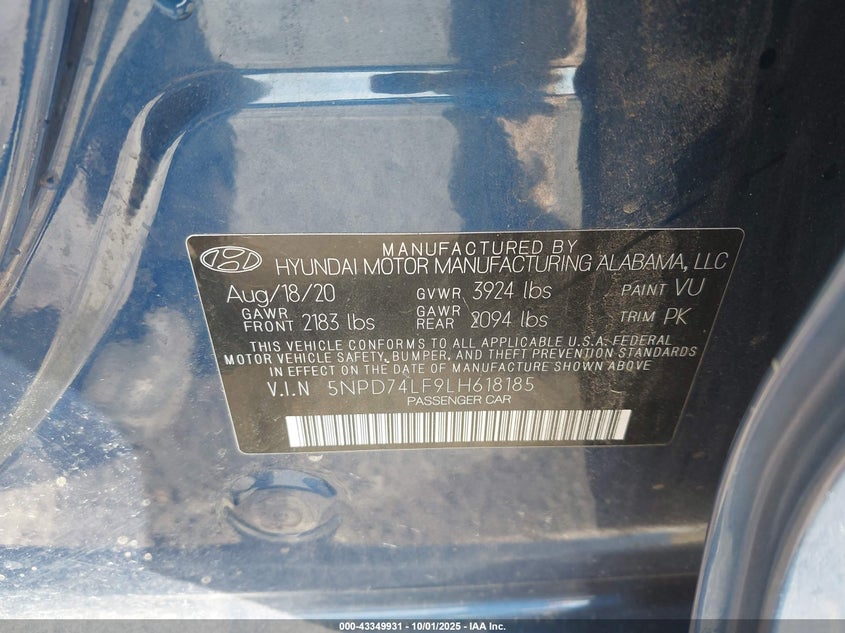 MANUFACTURED BY
HYUNDAI MOTOR MANUFACTURING ALABAMA, LLC
Aug/18/20 GVWR 3924 lbs PAINT VU
GAWR FRONT 2183 lbs GAWR REAR 2094 lbs TRIM PK
THIS VEHICLE CONFORMS TO ALL APPLICABLE U.S.A. FEDERAL
MOTOR VEHICLE SAFETY, BUMPER, AND THEFT PREVENTION STANDARDS
IN EFFECT ON THE DATE OF MANUFACTURE SHOWN ABOVE
V.I.N 5NPD74LF9LH618185
PASSENGER CAR
000-43349931 - 10/01/2025 - IAA Inc.